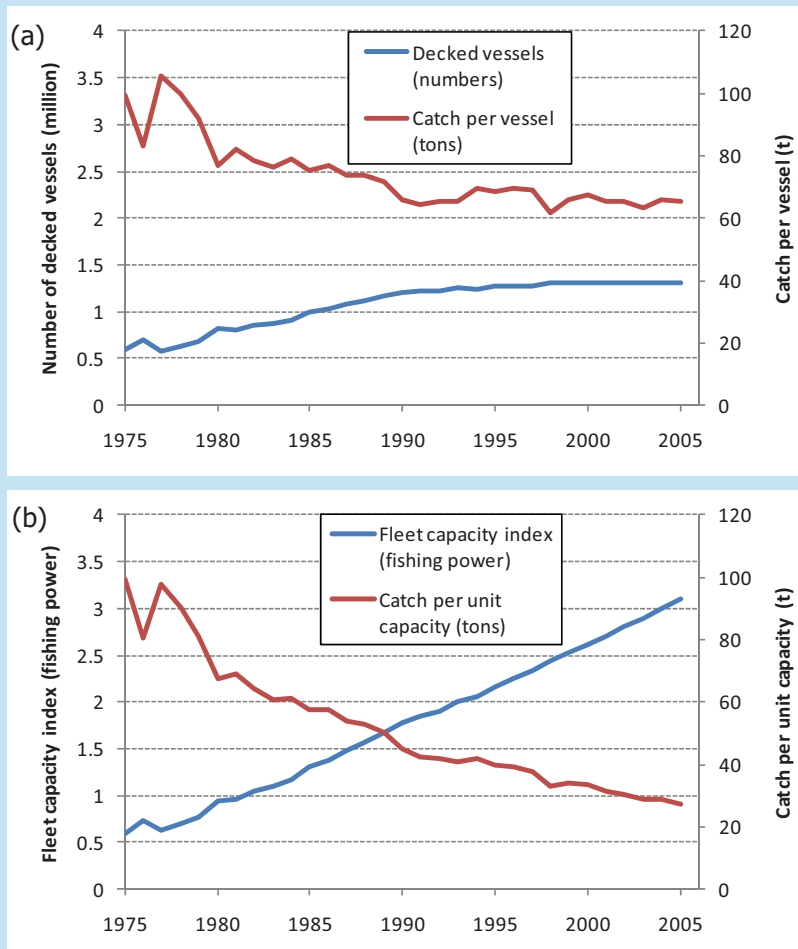 (a)
Number of decked vessels (million)
4
3.5
3
2.5
2
1.5
1
0.5
0
Decked vessels
(numbers)
Catch per vessel
(tons)
120
100
80
60
40
20
0
Catch per vessel (t)
1975 1980 1985 1990 1995 2000 2005
(b)
Fleet capacity index (fishing power)
4
3.5
3
2.5
2
1.5
1
0.5
0
Fleet capacity index
(fishing power)
Catch per unit
capacity (tons)
120
100
80
60
40
20
0
Catch per unit capacity (t)
1975 1980 1985 1990 1995 2000 2005